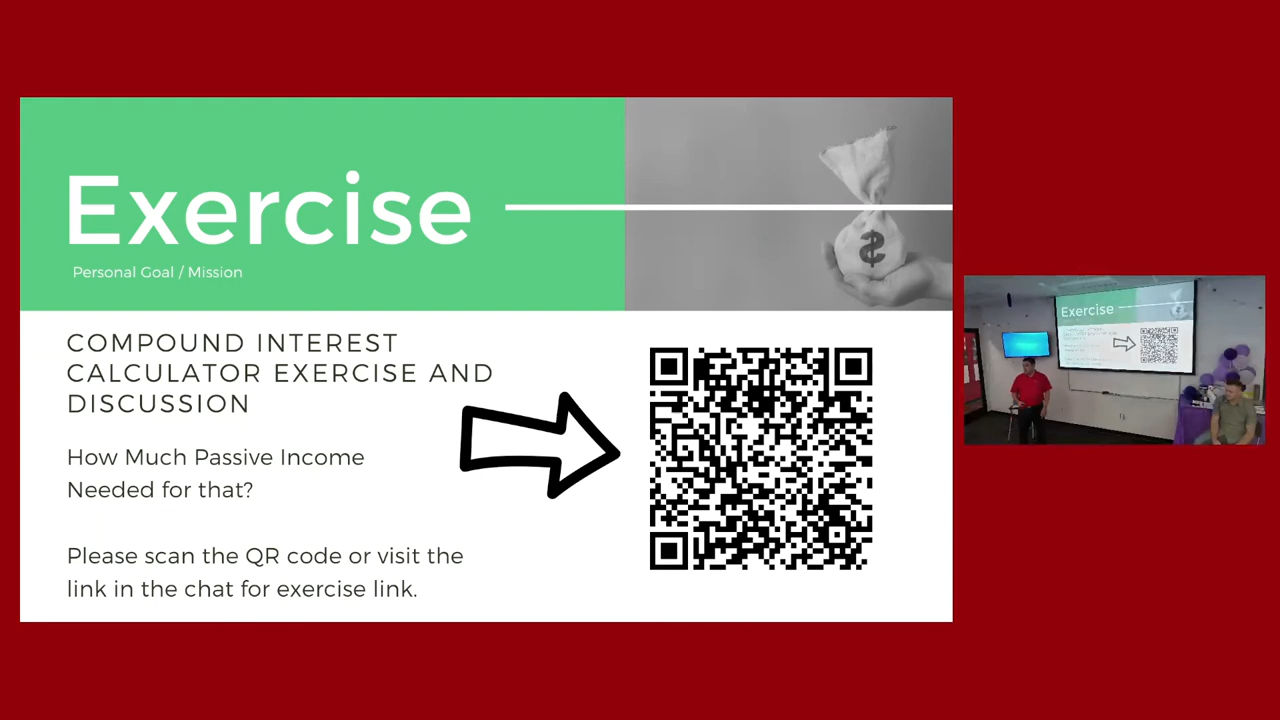 Exercise
Personal Goal / Mission
COMPOUND INTEREST
CALCULATOR EXERCISE AND
DISCUSSION
How Much Passive Income
Needed for that?
Please scan the QR code or visit the
link in the chat for exercise link.
Exercise